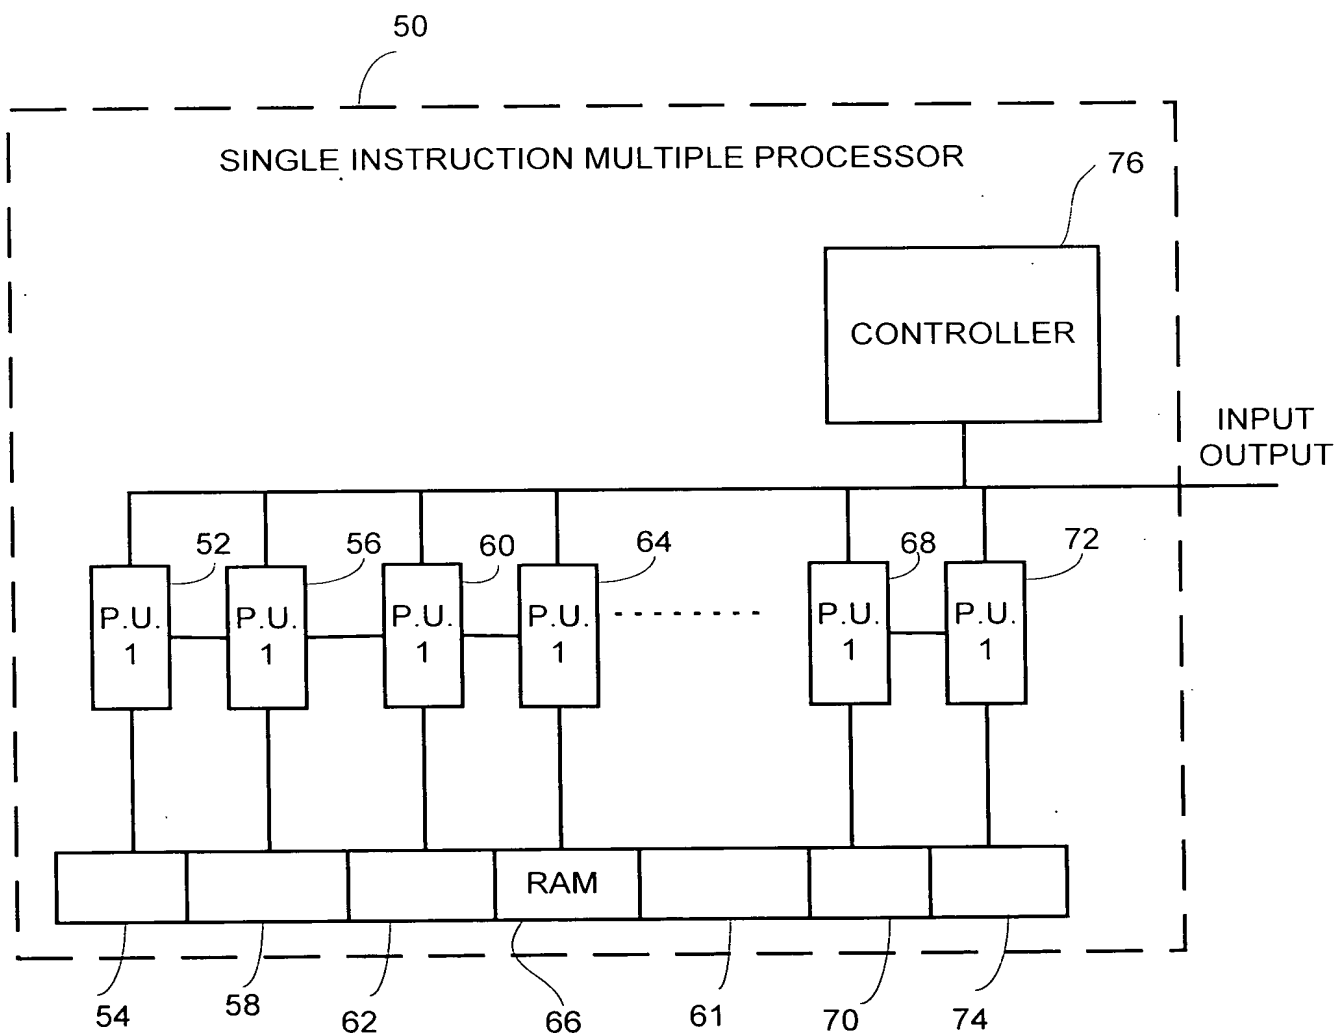 50
SINGLE INSTRUCTION MULTIPLE PROCESSOR
76
CONTROLLER
INPUT
OUTPUT
52
56
60
64
68
72
P.U.
1
P.U.
1
P.U.
1
P.U.
1
P.U.
1
P.U.
1
RAM
54
58
62
66
61
70
74